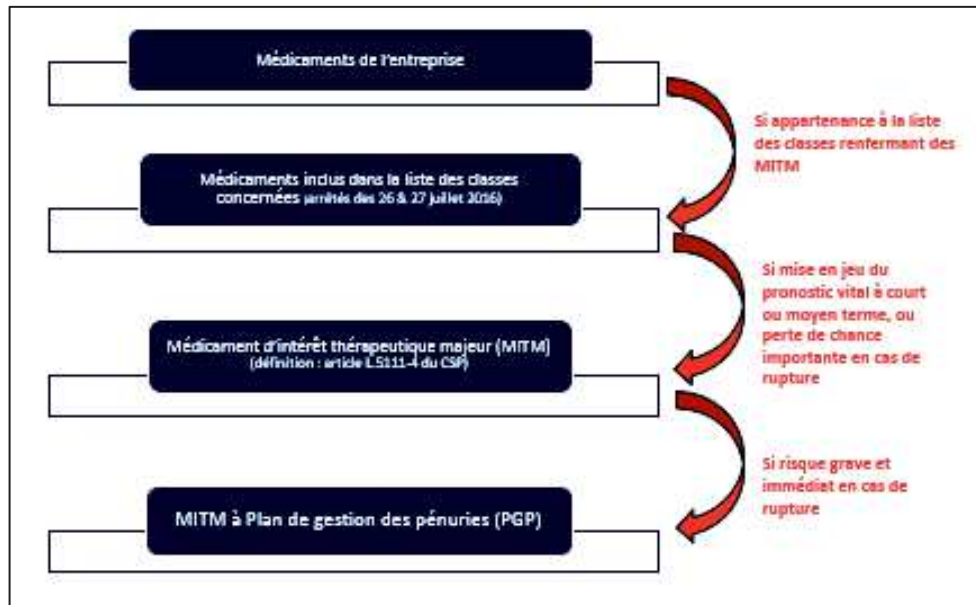 Médicaments de l'entreprise
Si appartenance à la liste
des classes renfermant des
MITM
Médicaments inclus dans la liste des classes
concernées (arrêtés des 26 & 27 juillet 2016)
Si mise en jeu du
pronostic vital à court
ou moyen terme, ou
perte de chance
importante en cas de
rupture
Médicament d'intérêt thérapeutique majeur (MITM)
(définition : article L.5111-4 du CSP)
Si risque grave et
immédiat en cas de
rupture
MITM à Plan de gestion des pénuries (PGP)